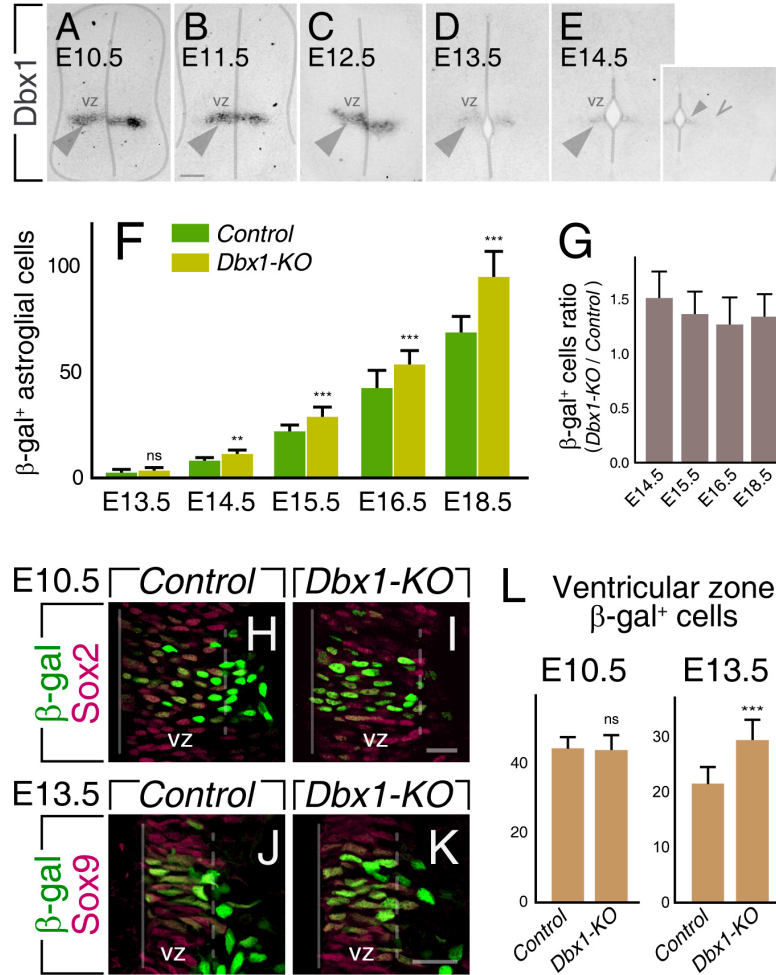 Dbx1
A
E10.5
vz
B
E11.5
vz
C
E12.5
vz
D
E13.5
vz
E
E14.5
vz
F
Control
Dbx1-KO
β-gal⁺ astroglial cells
100
50
0
ns
**
***
***
***
E13.5 E14.5 E15.5 E16.5 E18.5
G
β-gal⁺ cells ratio
(Dbx1-KO / Control)
1.5
1.0
0.5
0.0
E14.5 E15.5 E16.5 E18.5
E10.5 Control Dbx1-KO
β-gal
Sox2
H
vz
I
vz
E13.5 Control Dbx1-KO
β-gal
Sox9
J
vz
K
vz
L
Ventricular zone
β-gal⁺ cells
E10.5
40
20
0
ns
Control Dbx1-KO
E13.5
30
20
10
0
***
Control Dbx1-KO